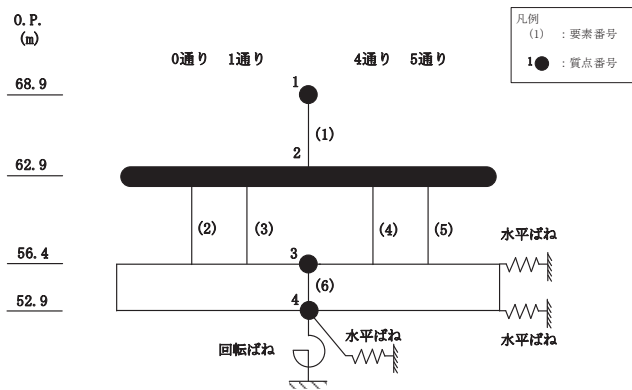 O.P.
(m)
凡例
(1) : 要素番号
1 : 質点番号
0通り 1通り 4通り 5通り
68.9
1
(1)
2
62.9
(2) (3) (4) (5)
水平ばね
56.4
3
(6)
52.9
4
水平ばね
水平ばね
回転ばね